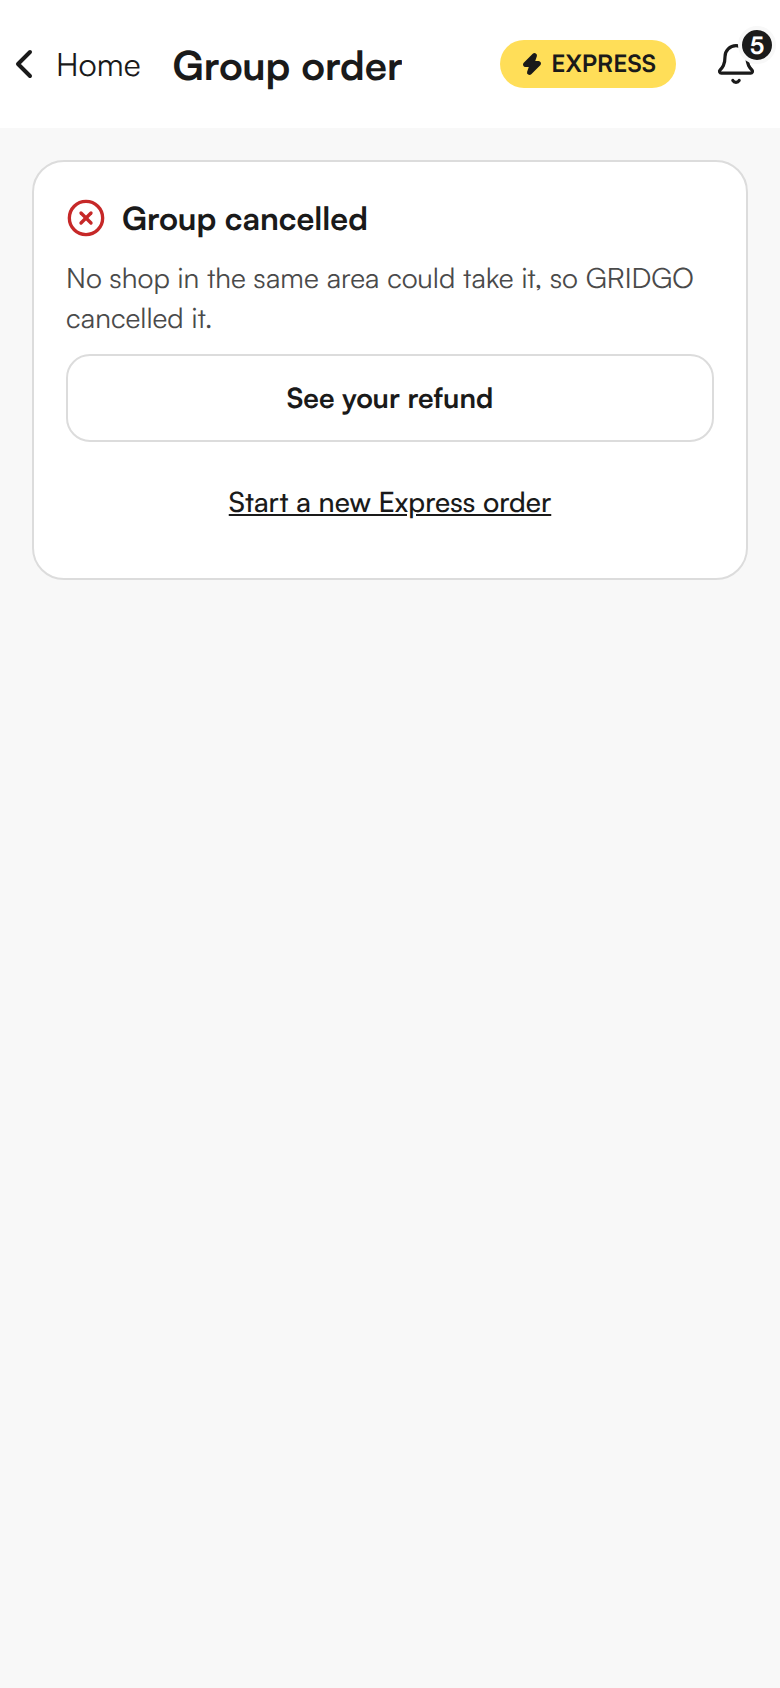 Home Group order EXPRESS 5
Group cancelled
No shop in the same area could take it, so GRIDGO
cancelled it.
See your refund
Start a new Express order